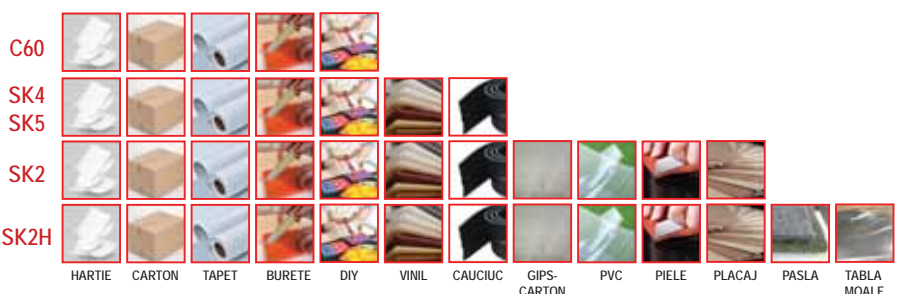 C60
SK4
SK5
SK2
SK2H
HARTIE CARTON TAPET BURETE DIY VINIL CAUCIUC GIPS-CARTON PVC PIELE PLACAJ PASLA TABLA MOALE